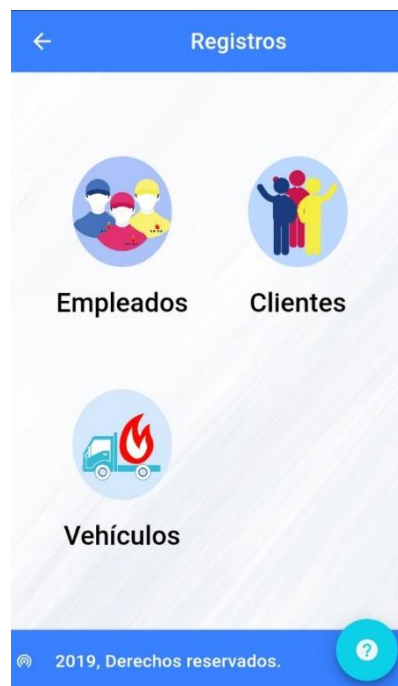 Registros
Empleados
Clientes
Vehículos
2019, Derechos reservados.
?